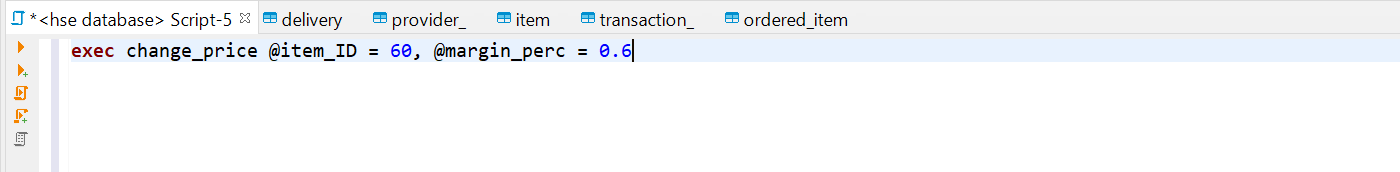 *<hse database> Script-5 delivery provider_ item transaction_ ordered_item
exec change_price @item_ID = 60, @margin_perc = 0.6